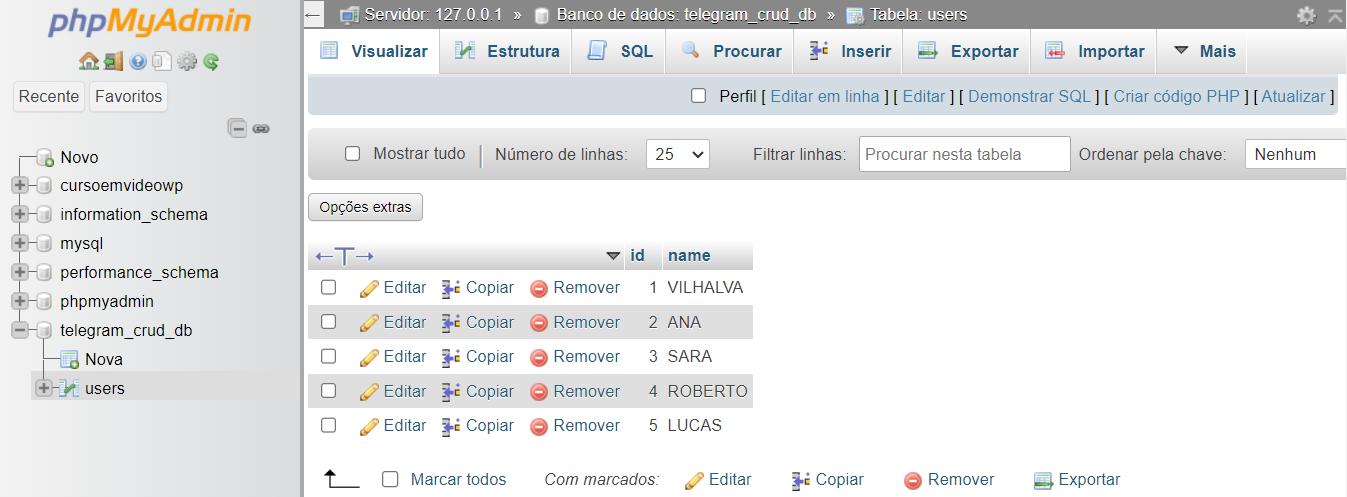 phpMyAdmin
Recente Favoritos
Novo
cursoemvideowp
information_schema
mysql
performance_schema
phpmyadmin
telegram_crud_db
Nova
users
Servidor: 127.0.0.1 » Banco de dados: telegram_crud_db » Tabela: users
Visualizar Estrutura SQL Procurar Inserir Exportar Importar Mais
Perfil [ Editar em linha ] [ Editar ] [ Demonstrar SQL ] [ Criar código PHP ] [ Atualizar ]
Mostrar tudo Número de linhas: 25 Filtrar linhas: Procurar nesta tabela Ordenar pela chave: Nenhum
Opções extras
id name
Editar Copiar Remover 1 VILHALVA
Editar Copiar Remover 2 ANA
Editar Copiar Remover 3 SARA
Editar Copiar Remover 4 ROBERTO
Editar Copiar Remover 5 LUCAS
Marcar todos Com marcados: Editar Copiar Remover Exportar